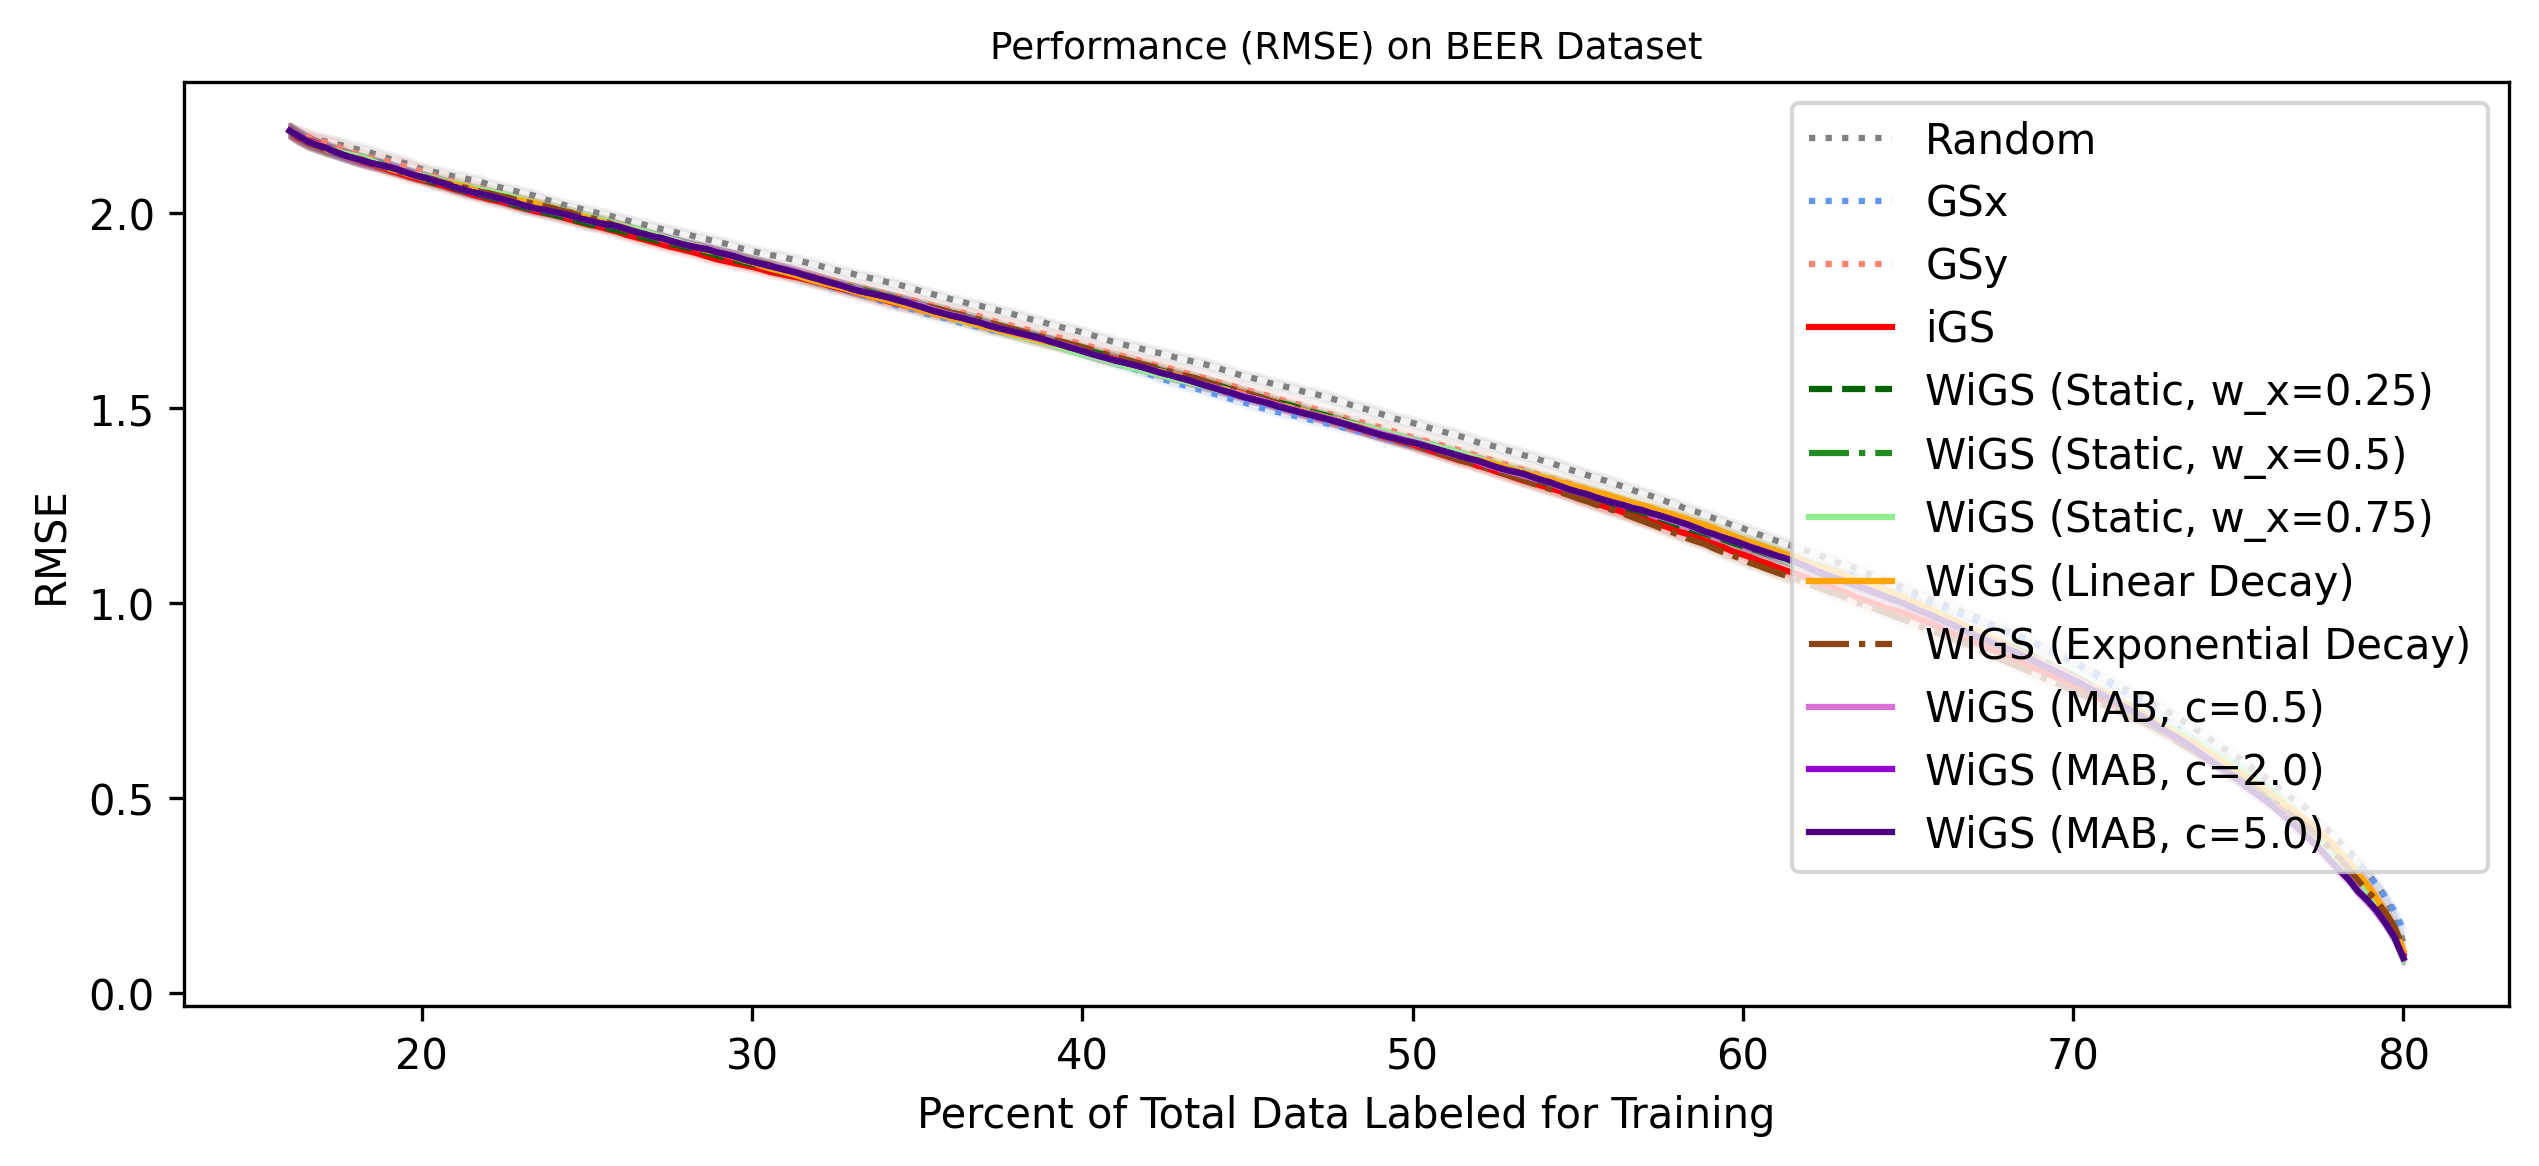 Performance (RMSE) on BEER Dataset
RMSE
2.0
1.5
1.0
0.5
0.0
20
30
40
50
60
70
80
Percent of Total Data Labeled for Training
Random
GSx
GSy
iGS
WiGS (Static, w_x=0.25)
WiGS (Static, w_x=0.5)
WiGS (Static, w_x=0.75)
WiGS (Linear Decay)
WiGS (Exponential Decay)
WiGS (MAB, c=0.5)
WiGS (MAB, c=2.0)
WiGS (MAB, c=5.0)